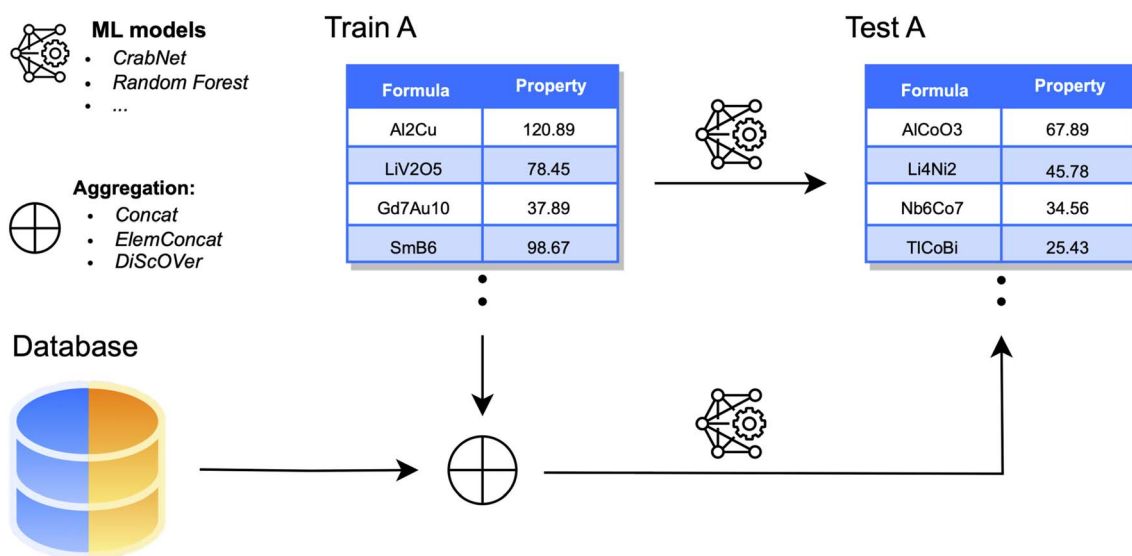 ML models
• CrabNet
• Random Forest
• ...
Aggregation:
• Concat
• ElemConcat
• DiScOVer
Database
Train A
Formula Property
Al2Cu 120.89
LiV2O5 78.45
Gd7Au10 37.89
SmB6 98.67
Test A
Formula Property
AlCoO3 67.89
Li4Ni2 45.78
Nb6Co7 34.56
TlCoBi 25.43